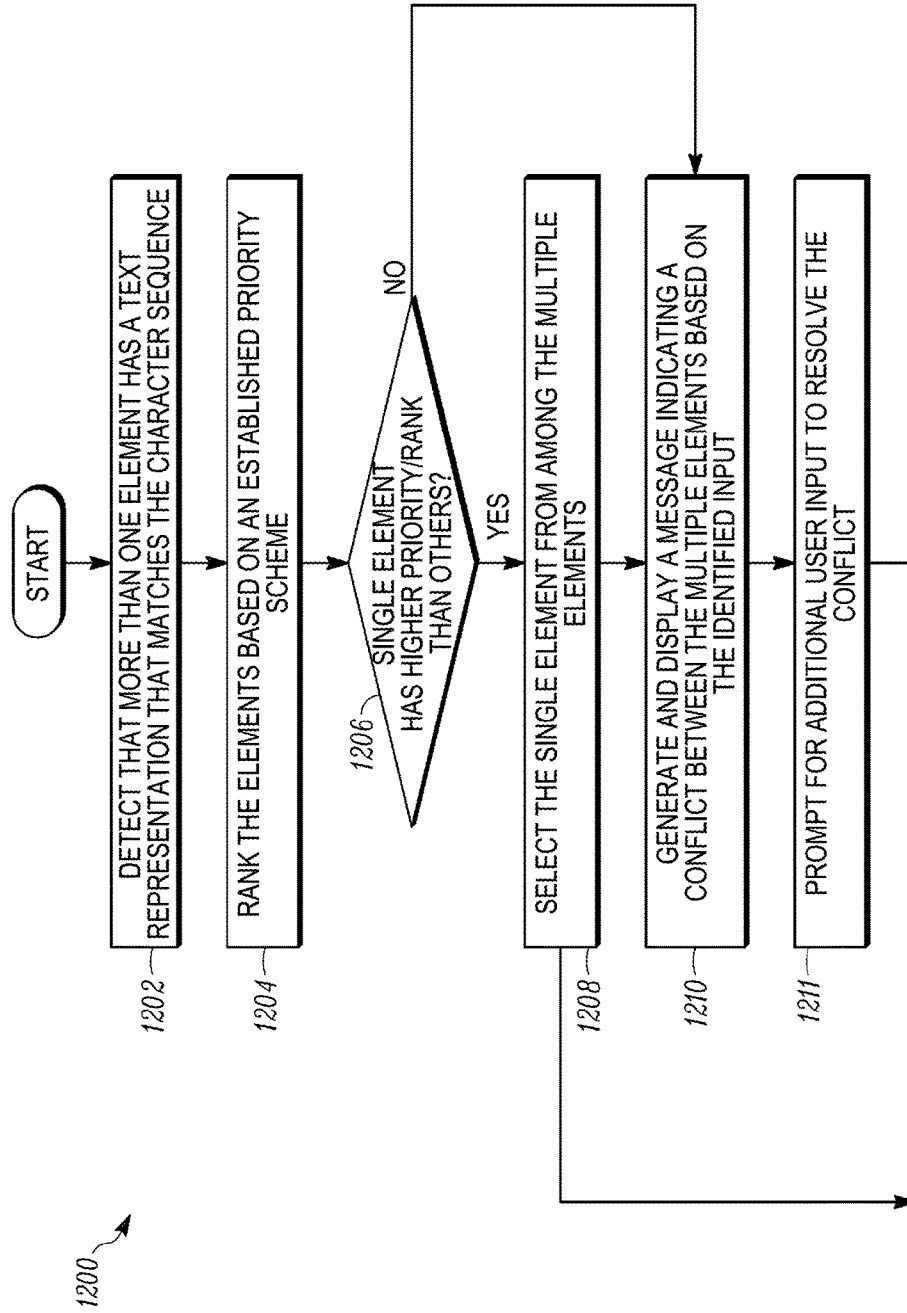 1200
START
DETECT THAT MORE THAN ONE ELEMENT HAS A TEXT
REPRESENTATION THAT MATCHES THE CHARACTER SEQUENCE
1202
RANK THE ELEMENTS BASED ON AN ESTABLISHED PRIORITY
SCHEME
1204
SINGLE ELEMENT
HAS HIGHER PRIORITY/RANK
THAN OTHERS?
1206
NO
YES
SELECT THE SINGLE ELEMENT FROM AMONG THE MULTIPLE
ELEMENTS
1208
GENERATE AND DISPLAY A MESSAGE INDICATING A
CONFLICT BETWEEN THE MULTIPLE ELEMENTS BASED ON
THE IDENTIFIED INPUT
1210
PROMPT FOR ADDITIONAL USER INPUT TO RESOLVE THE
CONFLICT
1211